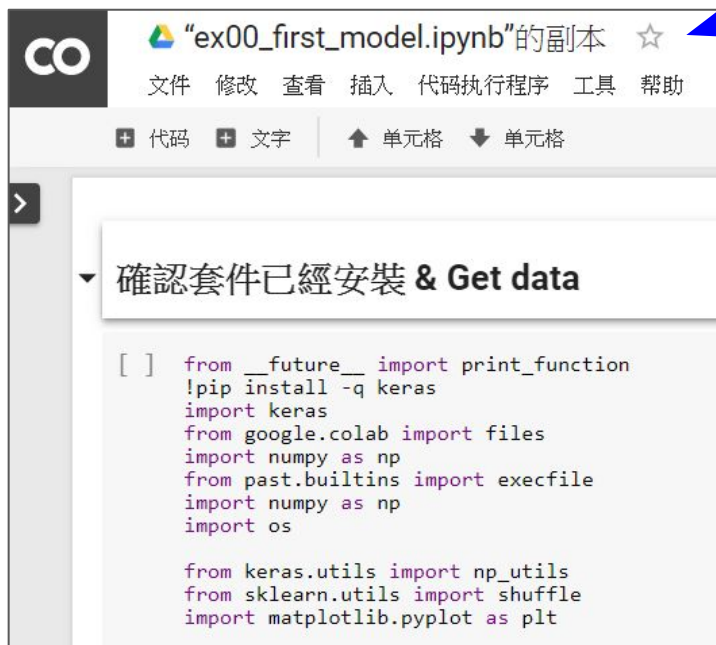 CO
“ex00_first_model.ipynb”的副本
文件 修改 查看 插入 代码执行程序 工具 帮助
代码 文字 单元格 单元格
確認套件已經安裝 & Get data
[ ] from __future__ import print_function
!pip install -q keras
import keras
from google.colab import files
import numpy as np
from past.builtins import execfile
import numpy as np
import os
from keras.utils import np_utils
from sklearn.utils import shuffle
import matplotlib.pyplot as plt